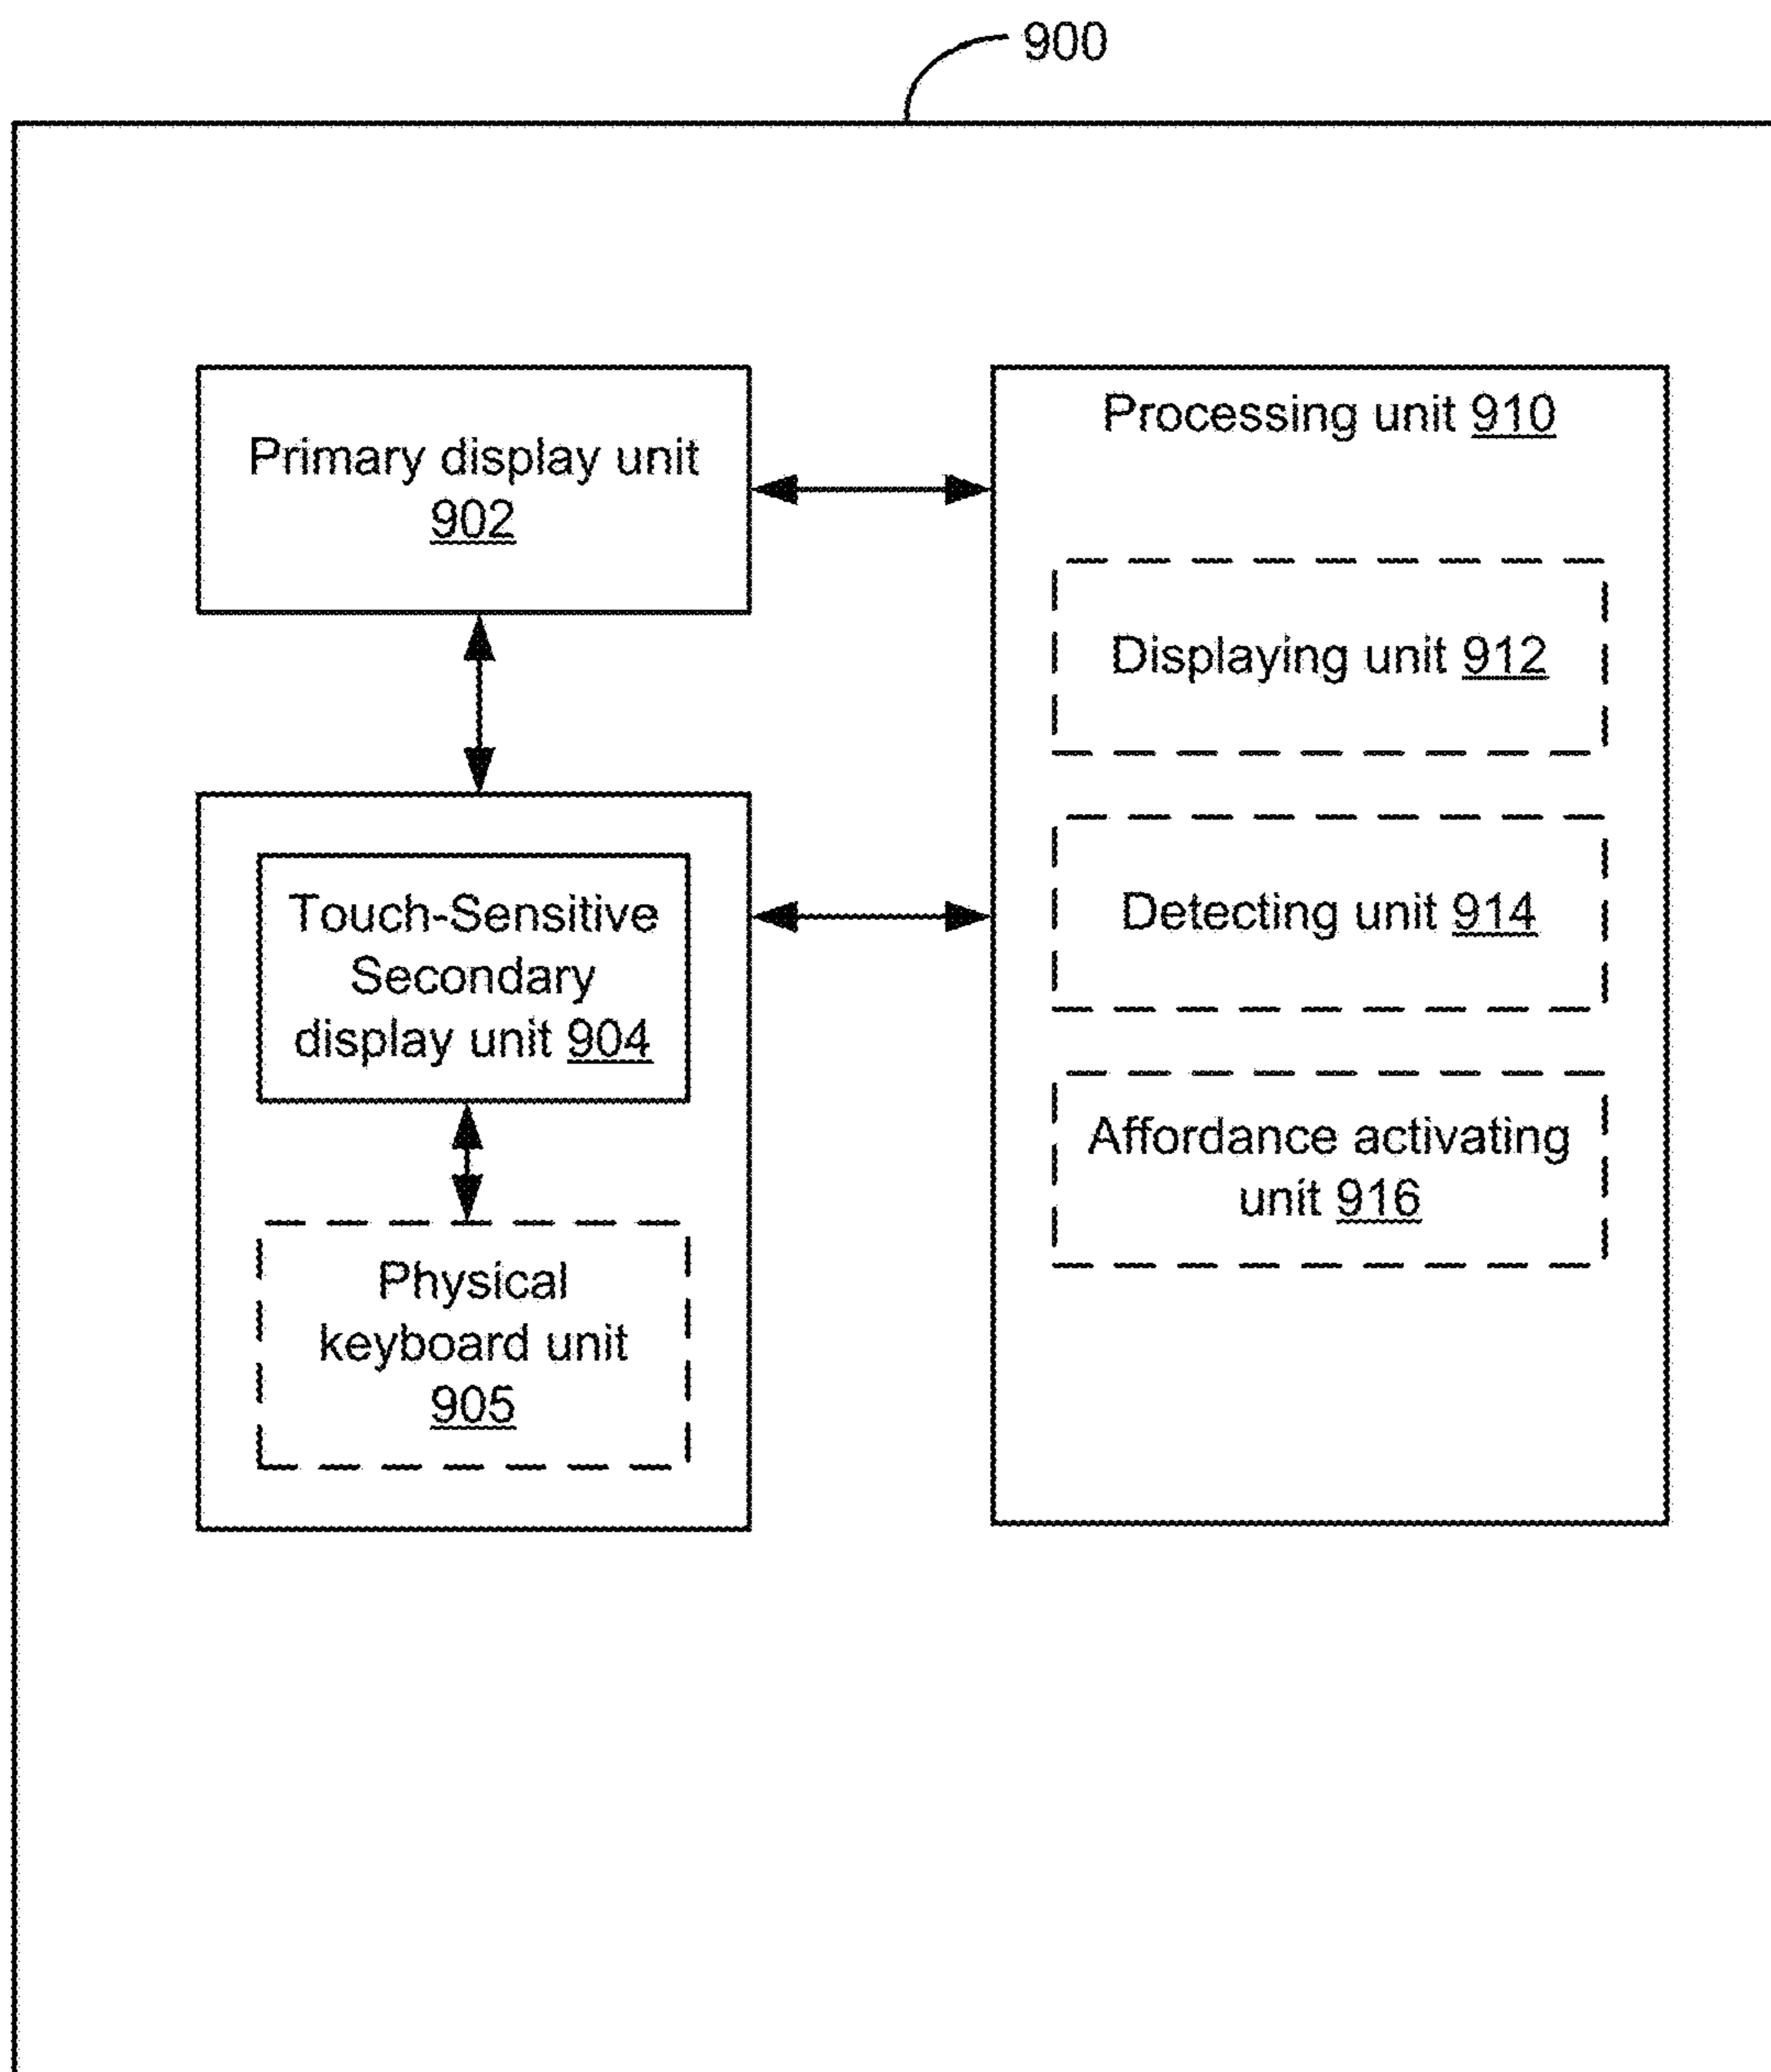 900
Primary display unit
902
Touch-Sensitive
Secondary
display unit 904
Physical
keyboard unit
905
Processing unit 910
Displaying unit 912
Detecting unit 914
Affordance activating
unit 916